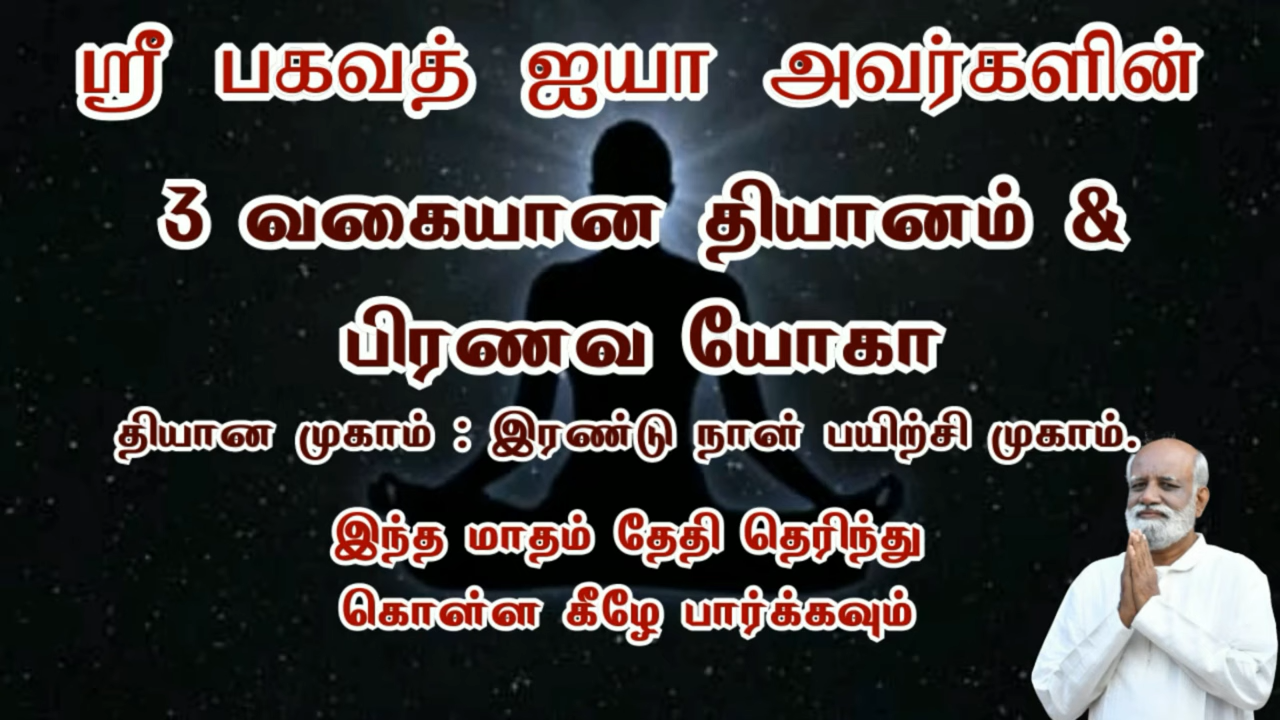 ஸ்ரீ பகவத் ஐயா அவர்களின்
3 வகையான தியானம் &
பிரணவ யோகா
தியான முகாம் : இரண்டு நாள் பயிற்சி முகாம்.
இந்த மாதம் தேதி தெரிந்து
கொள்ள கீழே பார்க்கவும்